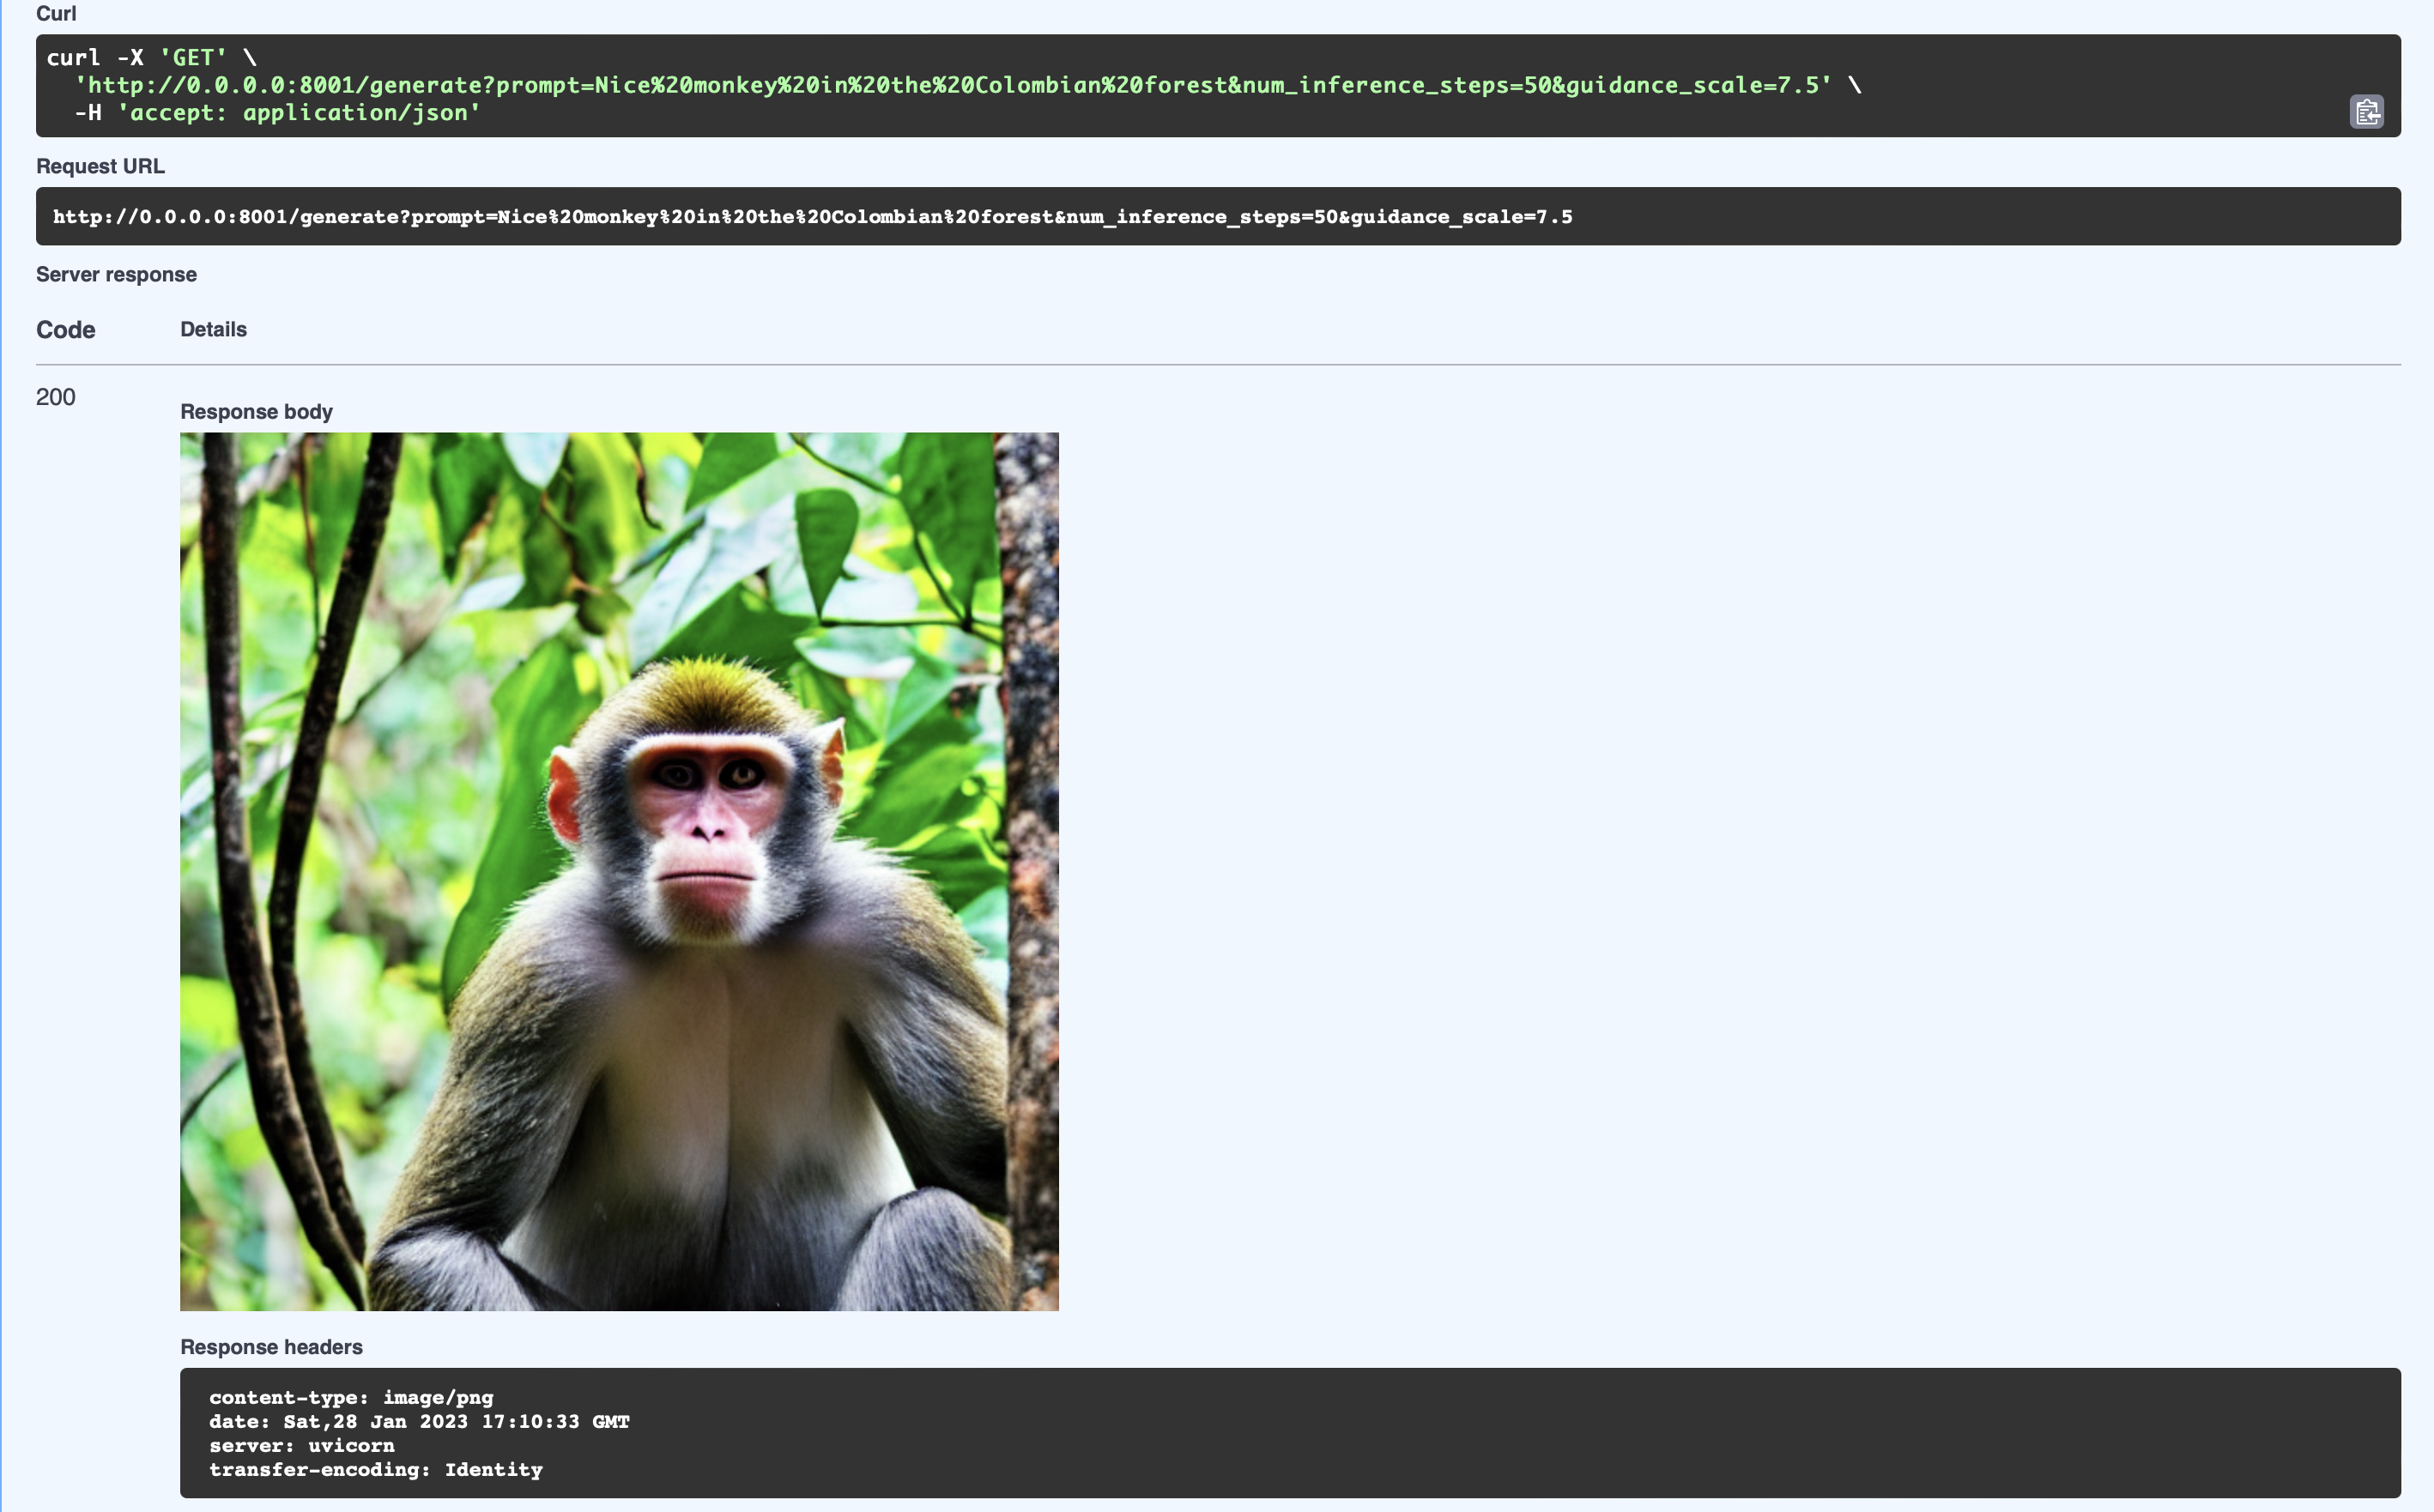 Curl
curl -X 'GET' \
'http://0.0.0.0:8001/generate?prompt=Nice%20monkey%20in%20the%20Colombian%20forest&num_inference_steps=50&guidance_scale=7.5' \
-H 'accept: application/json'
Request URL
http://0.0.0.0:8001/generate?prompt=Nice%20monkey%20in%20the%20Colombian%20forest&num_inference_steps=50&guidance_scale=7.5
Server response
Code Details
200
Response body
Response headers
content-type: image/png
date: Sat,28 Jan 2023 17:10:33 GMT
server: uvicorn
transfer-encoding: Identity